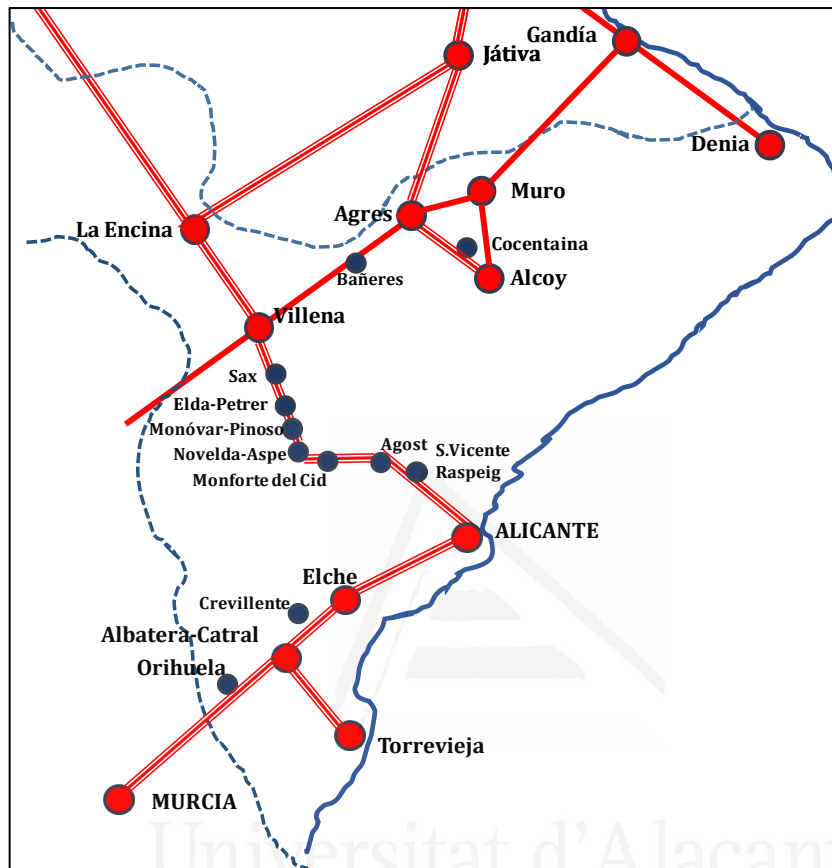 Gandía
Játiva
Denia
Muro
Agres
La Encina
Cocentaina
Bañeres
Alcoy
Villena
Sax
Elda-Petrer
Monóvar-Pinoso
Agost
S.Vicente
Raspeig
Novelda-Aspe
Monforte del Cid
ALICANTE
Elche
Crevillente
Albatera-Catral
Orihuela
Torrevieja
MURCIA
Universitat d'Alacant